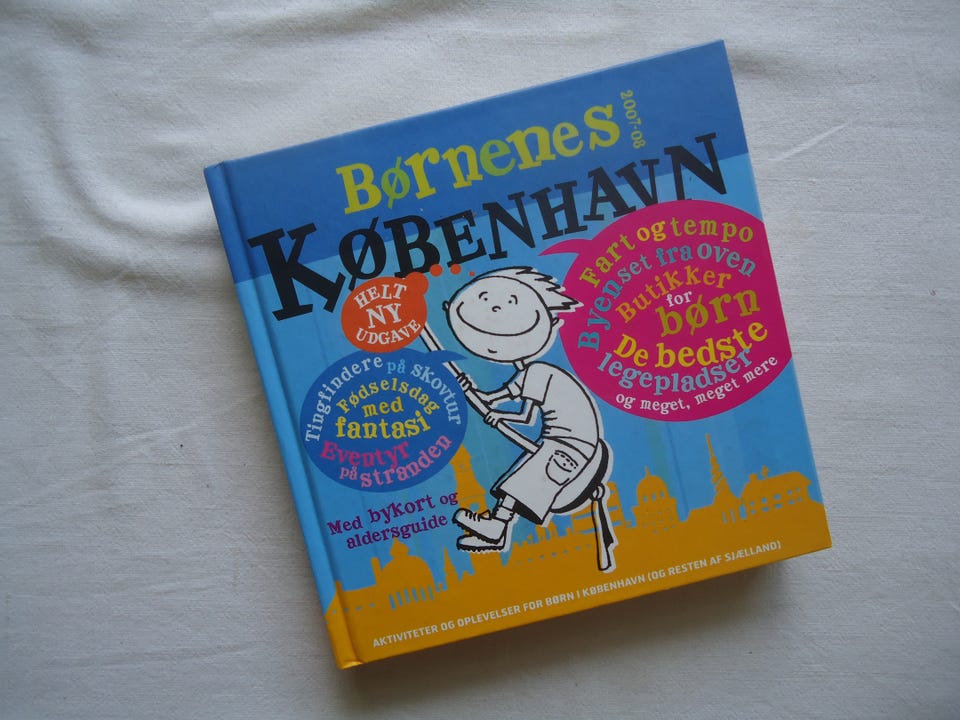 Børnenes
2007-08
KØBENHAVN
HELT
NY
UDGAVE
Fart og tempo
Byen set fra oven
Butikker
for
børn
De bedste
legepladser
og meget, meget mere
Tingfindere på skovtur
Fødselsdag
med
fantasi
Eventyr
på stranden
Med bykort og
aldersguide
AKTIVITETER OG OPLEVELSER FOR BØRN I KØBENHAVN (OG RESTEN AF SJÆLLAND)